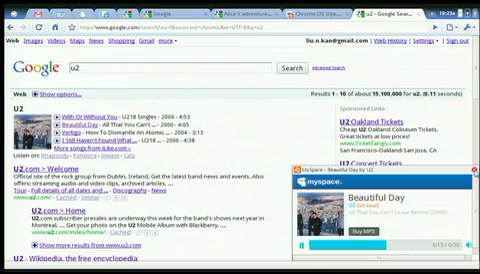 Google
Alice's adventure...
Chrome OS Ope
u2 - Google Sear...
10:23
http://www.google.com/search?
Web Images Videos Maps News Shopping Gmail more
liu.n.kan@gmail.com | Web History | Settings | Sign out
Google
u2
Search
Advanced Search
Web
Show options...
Results 1 - 10 of about 15,100,000 for u2. (0.11 seconds)
U2
With Or Without You - U218 Singles - 2006 - 4:53
Beautiful Day - All That You Can't ... - 2000 - 4:05
Vertigo - How To Dismantle An Atomic ... - 2004 - 3:13
I Still Haven't Found What ... - U218 Singles - 2006 - 4:38
More songs from U2 like...
Listen on: Rhapsody - Pandora - imeem - Lala
Sponsored Links
U2 Oakland Tickets
Cheap U2 Oakland Coliseum Tickets.
Great tickets at low prices!
www.TicketTango.com
San Francisco-Oakland-San Jose, CA
U2 Concert Tickets
U2.com > Welcome
Official site of the rock group from Dublin, Ireland. Get the latest band news and events. Also
offers: streaming audio and video clips, archived articles, ...
Tour - Full details of all dates and... - Discography - News
www.u2.com/ - Cached - Similar
U2.com > Home
U2.com subscriber presales are underway this week for the band's shows next year in
Montreal, ... Get your photo on the U2 Mobile Album with Blackberry. ...
www.u2.com/index/home/ - Cached
Show more results from www.u2.com
U2 - Wikipedia, the free encyclopedia
MySpace - Beautiful Day by U2
myspace
Beautiful Day
U2 (on tour)
All That You Can't Leave Behind (2000)
Buy MP3
0:15 / 0:30